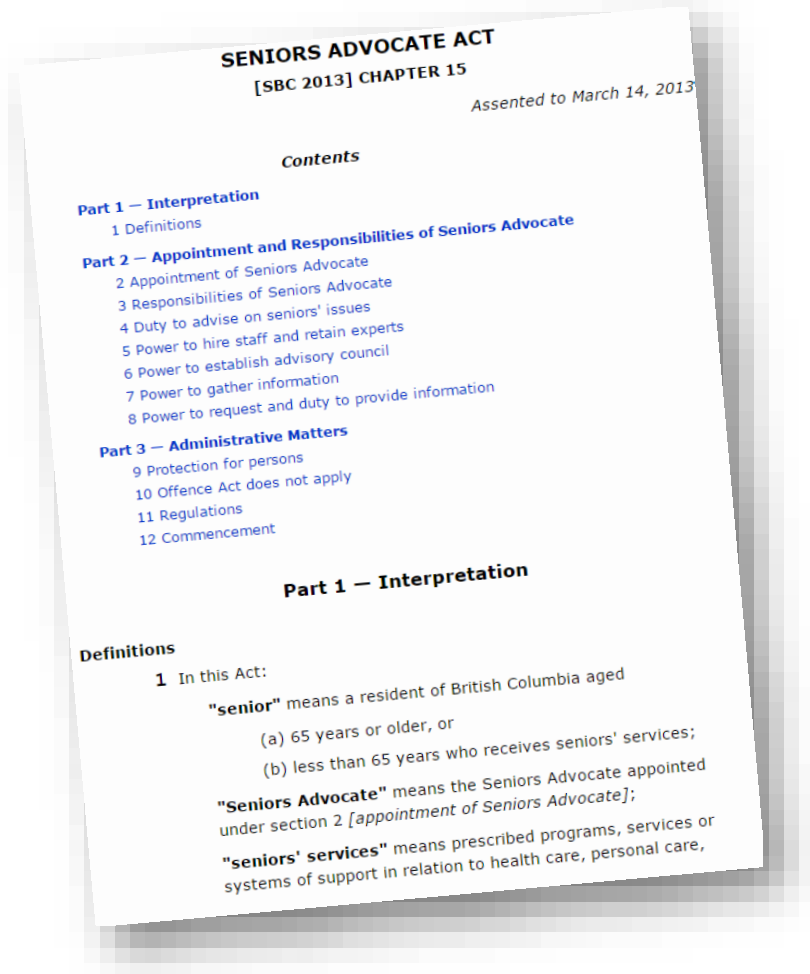 SENIORS ADVOCATE ACT
[SBC 2013] CHAPTER 15
Assented to March 14, 2013
Contents
Part 1 — Interpretation
1 Definitions
Part 2 — Appointment and Responsibilities of Seniors Advocate
2 Appointment of Seniors Advocate
3 Responsibilities of Seniors Advocate
4 Duty to advise on seniors' issues
5 Power to hire staff and retain experts
6 Power to establish advisory council
7 Power to gather information
8 Power to request and duty to provide information
Part 3 — Administrative Matters
9 Protection for persons
10 Offence Act does not apply
11 Regulations
12 Commencement
Part 1 — Interpretation
Definitions
1 In this Act:
"senior" means a resident of British Columbia aged
(a) 65 years or older, or
(b) less than 65 years who receives seniors' services;
"Seniors Advocate" means the Seniors Advocate appointed
under section 2 [appointment of Seniors Advocate];
"seniors' services" means prescribed programs, services or
systems of support in relation to health care, personal care,